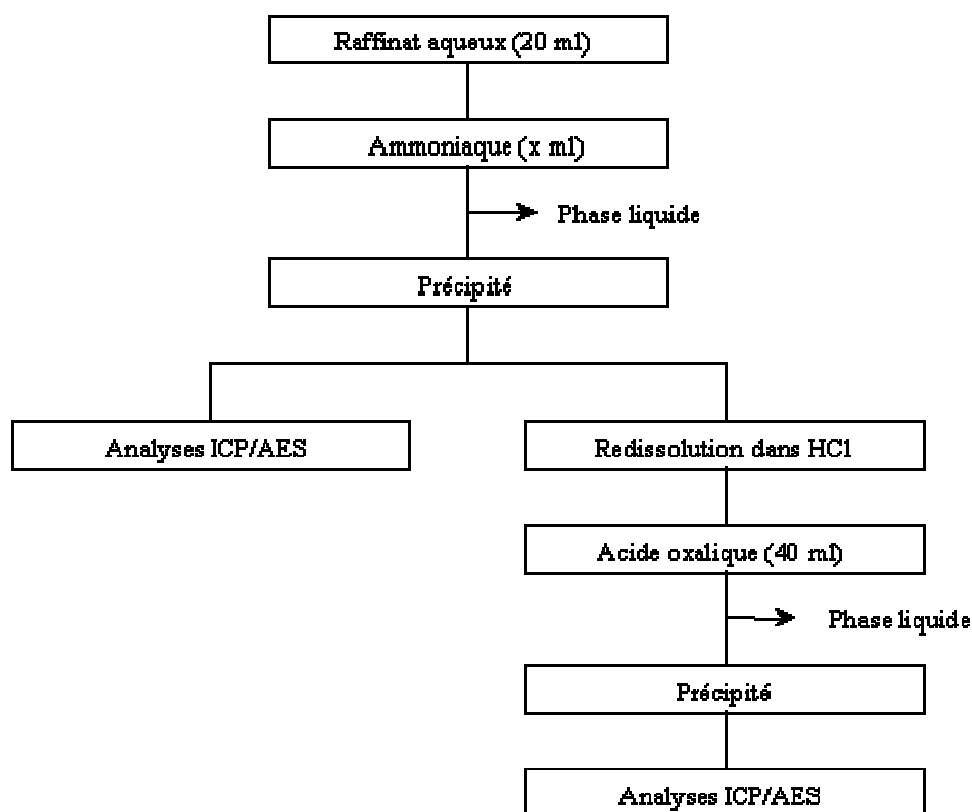 Raffinat aqueux (20 ml)
Ammoniaque (x ml)
Phase liquide
Précipité
Analyses ICP/AES
Redissolution dans HCl
Acide oxalique (40 ml)
Phase liquide
Précipité
Analyses ICP/AES